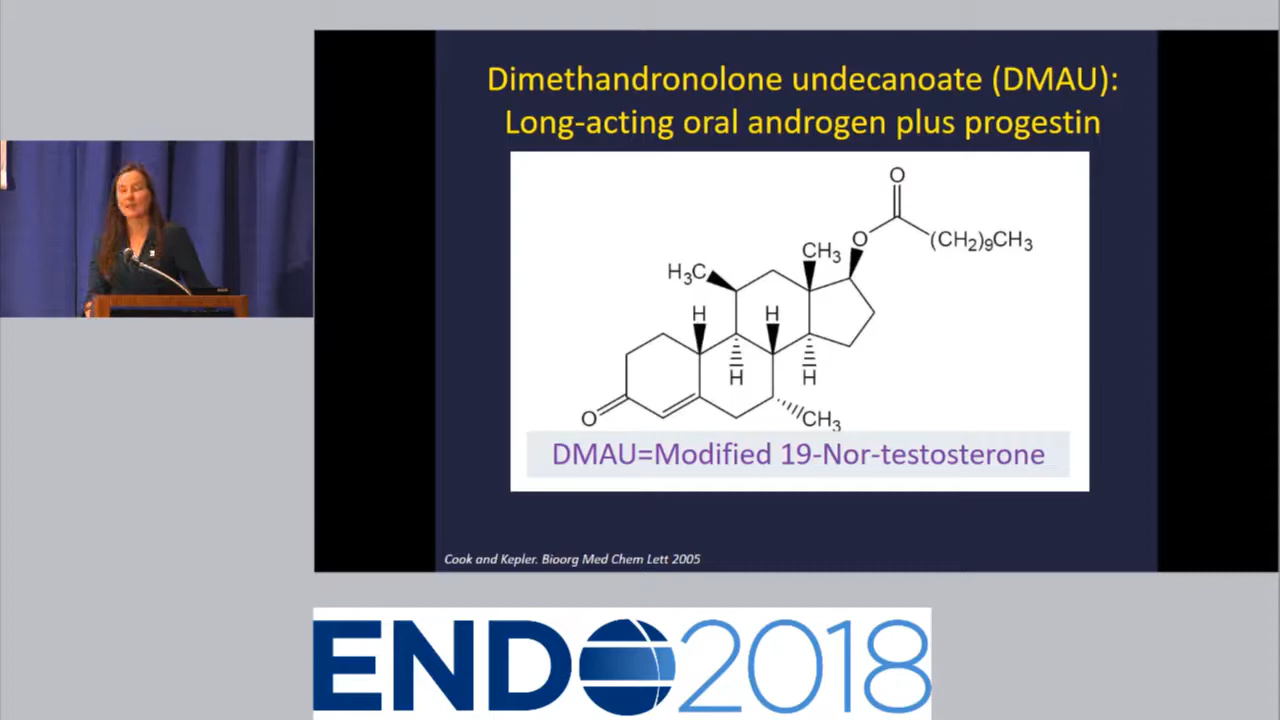 Dimethandronolone undecanoate (DMAU):
Long-acting oral androgen plus progestin
O
O
(CH2)9CH3
CH3
H3C
H
H
H
H
O
CH3
DMAU=Modified 19-Nor-testosterone
Cook and Kepler. Bioorg Med Chem Lett 2005
ENDO2018